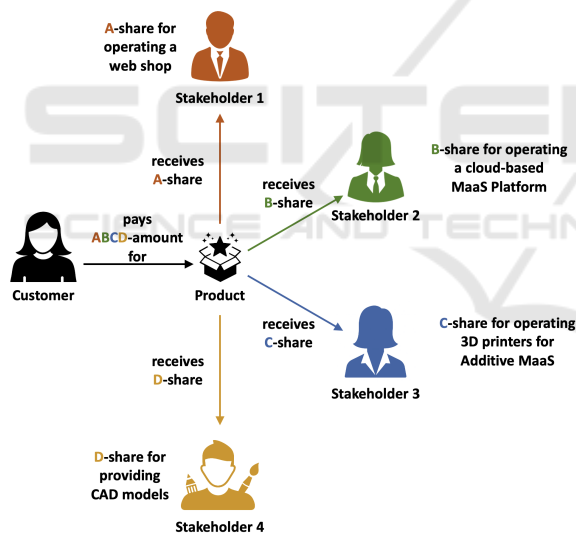 A-share for
operating a
web shop
Stakeholder 1
receives
A-share
B-share for operating
a cloud-based
MaaS Platform
receives
B-share
Stakeholder 2
pays
ABCD-amount
for
Customer
Product
receives
C-share
C-share for operating
3D printers for
Additive MaaS
Stakeholder 3
receives
D-share
D-share for
providing
CAD models
Stakeholder 4